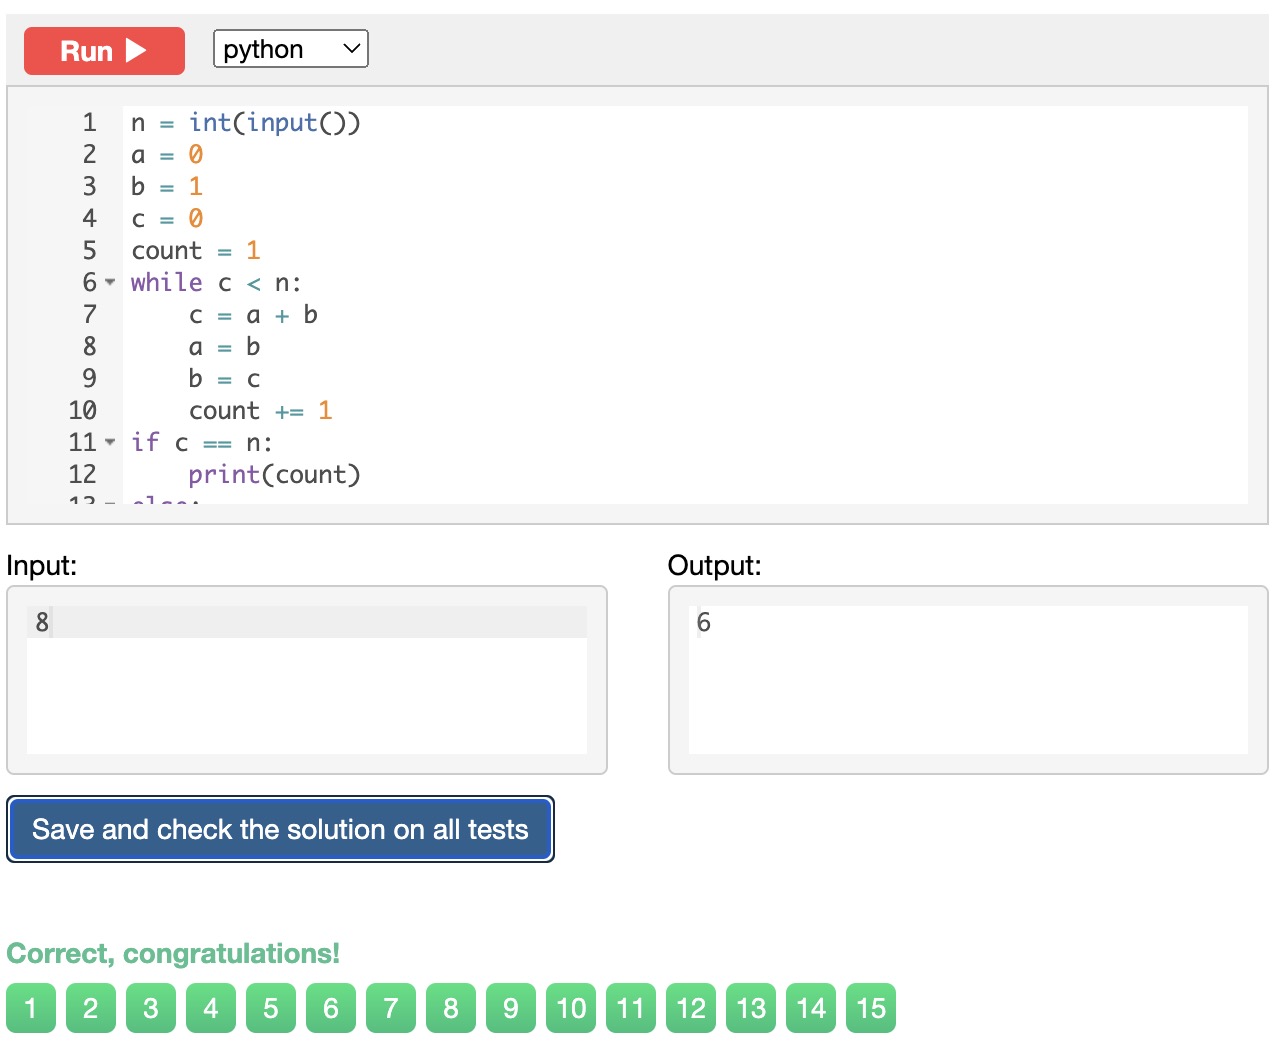 Run
python
1 n = int(input())
2 a = 0
3 b = 1
4 c = 0
5 count = 1
6 while c < n:
7     c = a + b
8     a = b
9     b = c
10     count += 1
11 if c == n:
12     print(count)
13 else:
Input:
Output:
8
6
Save and check the solution on all tests
Correct, congratulations!
1 2 3 4 5 6 7 8 9 10 11 12 13 14 15